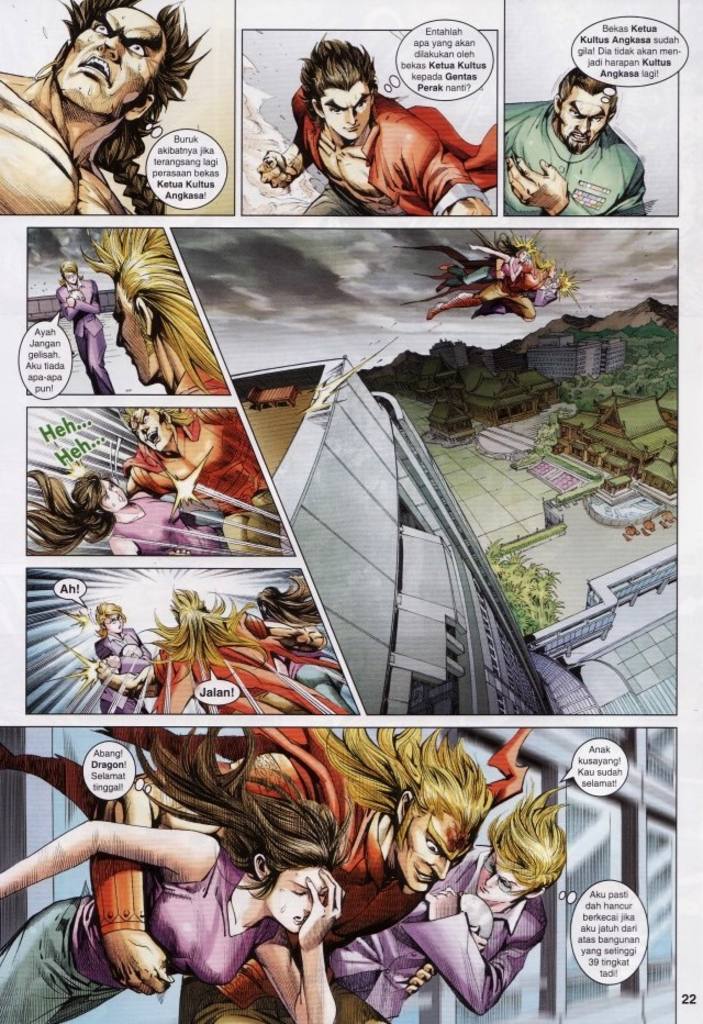 Buruk
akibatnya jika
terangsang lagi
perasaan bekas
Ketua Kultus
Angkasa!
Entahlah
apa yang akan
dilakukan oleh
bekas Ketua Kultus
kepada Gentas
Perak nanti?
Bekas Ketua
Kultus Angkasa sudah
gila! Dia tidak akan men-
jadi harapan Kultus
Angkasa lagi!
Ayah
Jangan
gelisah.
Aku tiada
apa-apa
pun!
Heh...
Heh...
Ah!
Jalan!
Abang!
Dragon!
Selamat
tinggal!
Anak
kusayang!
Kau sudah
selamat!
Aku pasti
dah hancur
berkecai jika
aku jatuh dari
atas bangunan
yang setinggi
39 tingkat
tadi!
22